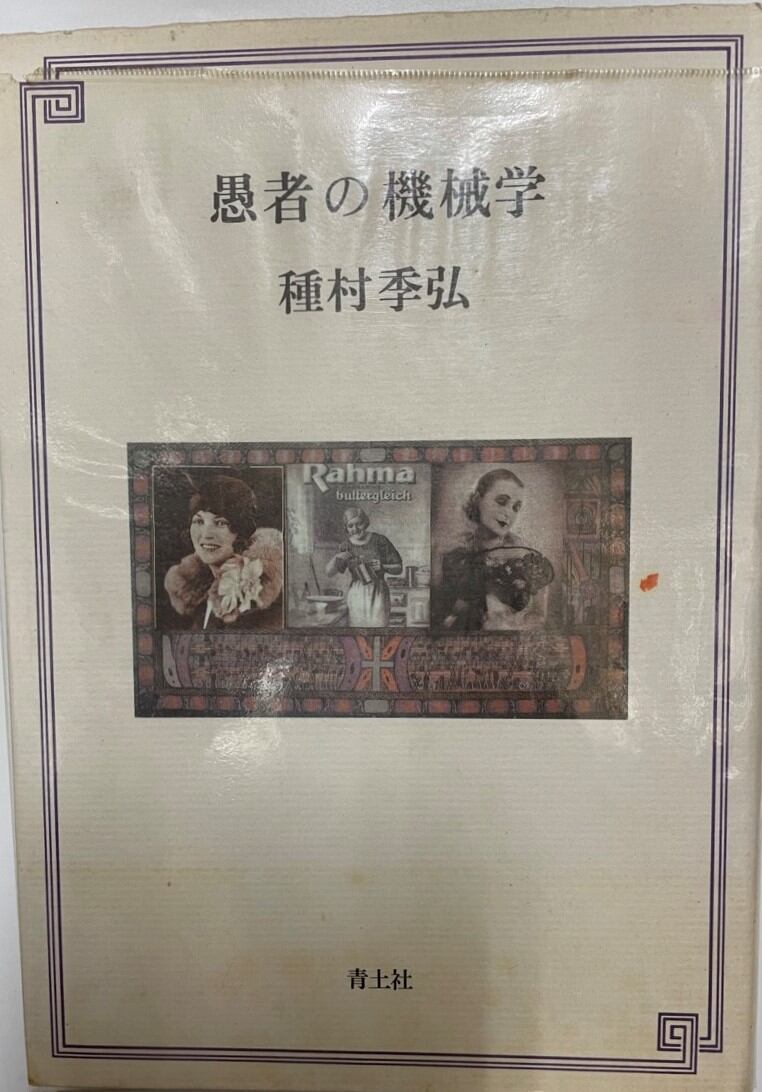 愚者の機械学
種村季弘
Rahma
buttergleich
青土社